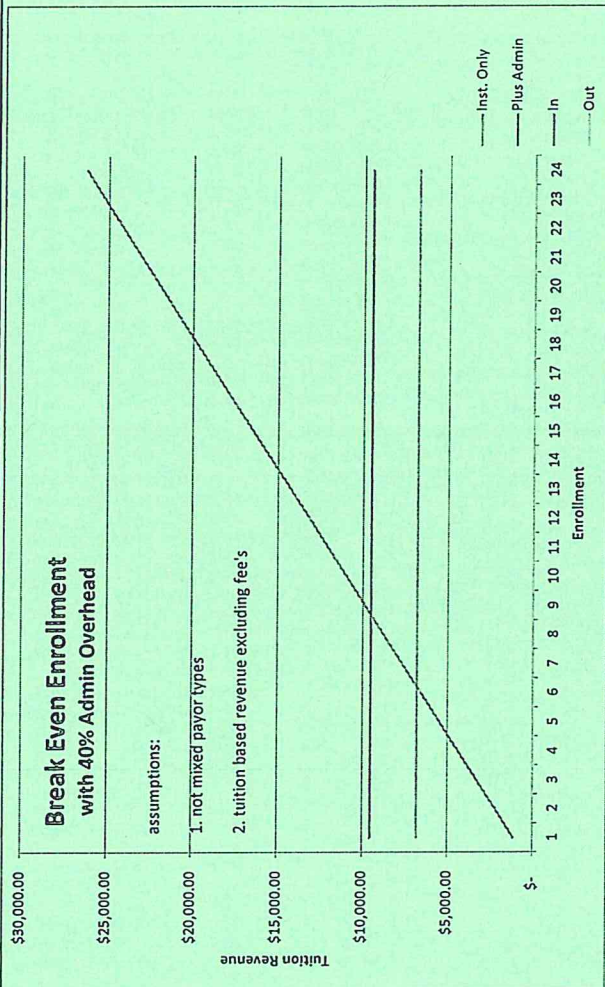 Break Even Enrollment
with 40% Admin Overhead
assumptions:
1. not mixed payor types
2. tuition based revenue excluding fee's
Tuition Revenue
$30,000.00
$25,000.00
$20,000.00
$15,000.00
$10,000.00
$5,000.00
$-
1 2 3 4 5 6 7 8 9 10 11 12 13 14 15 16 17 18 19 20 21 22 23 24
Enrollment
Inst. Only
Plus Admin
In
Out